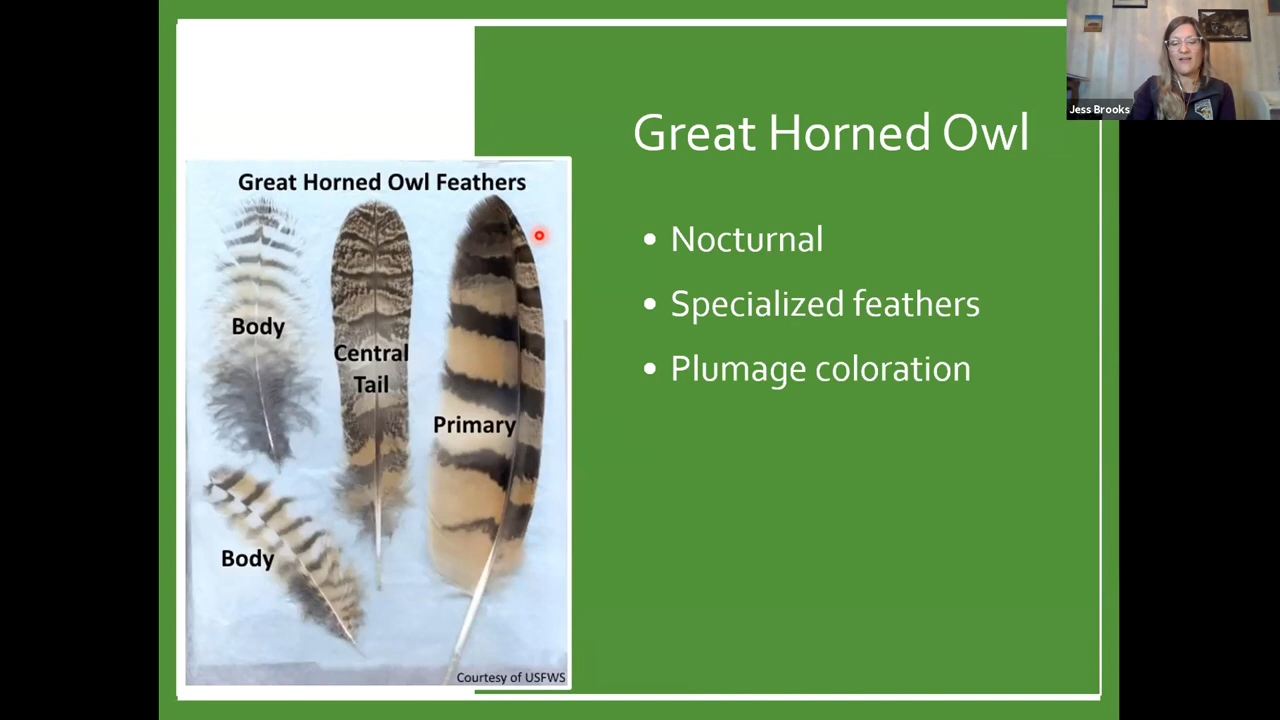 Jess Brooks
Great Horned Owl
• Nocturnal
• Specialized feathers
• Plumage coloration
Great Horned Owl Feathers
Body
Central
Tail
Primary
Body
Courtesy of USFWS